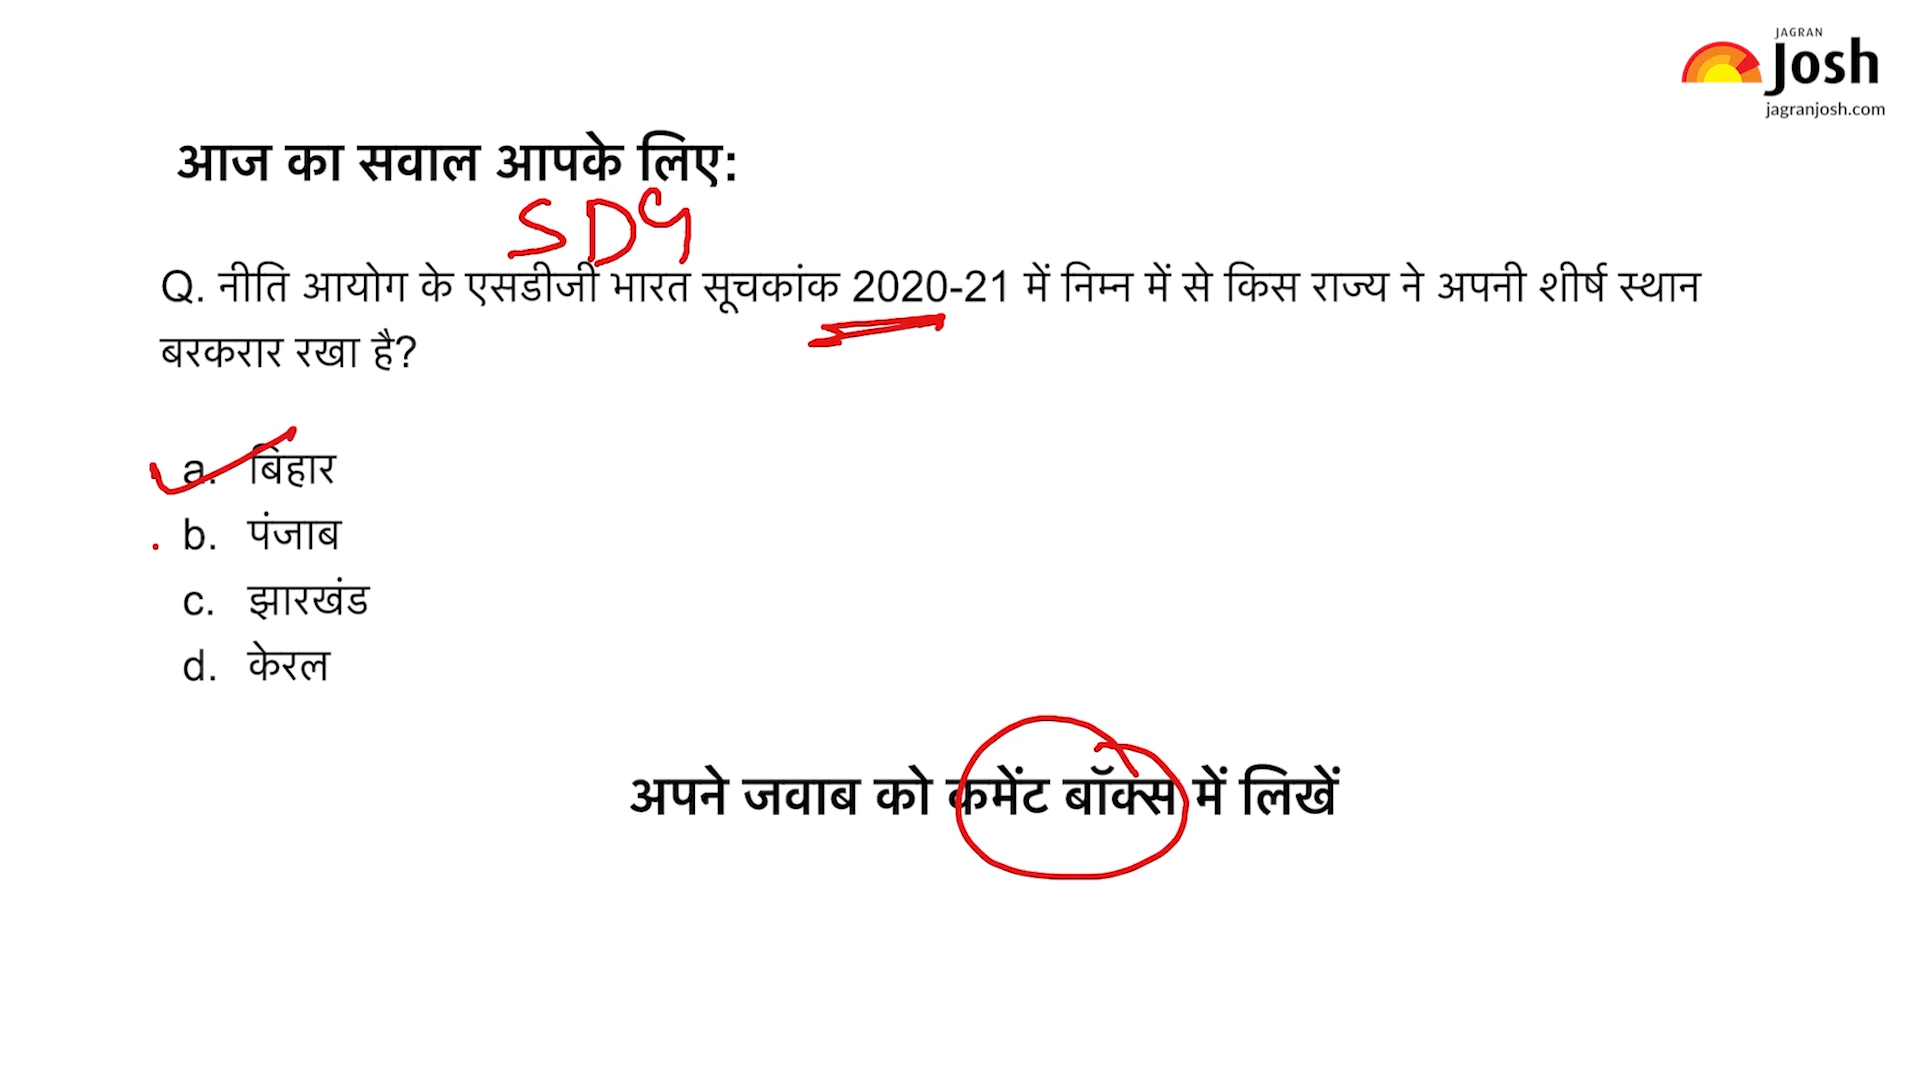 JAGRAN
Josh
jagranjosh.com
आज का सवाल आपके लिए:
SDG
Q. नीति आयोग के एसडीजी भारत सूचकांक 2020-21 में निम्न में से किस राज्य ने अपनी शीर्ष स्थान
बरकरार रखा है?
a. बिहार
b. पंजाब
c. झारखंड
d. केरल
अपने जवाब को कमेंट बॉक्स में लिखें